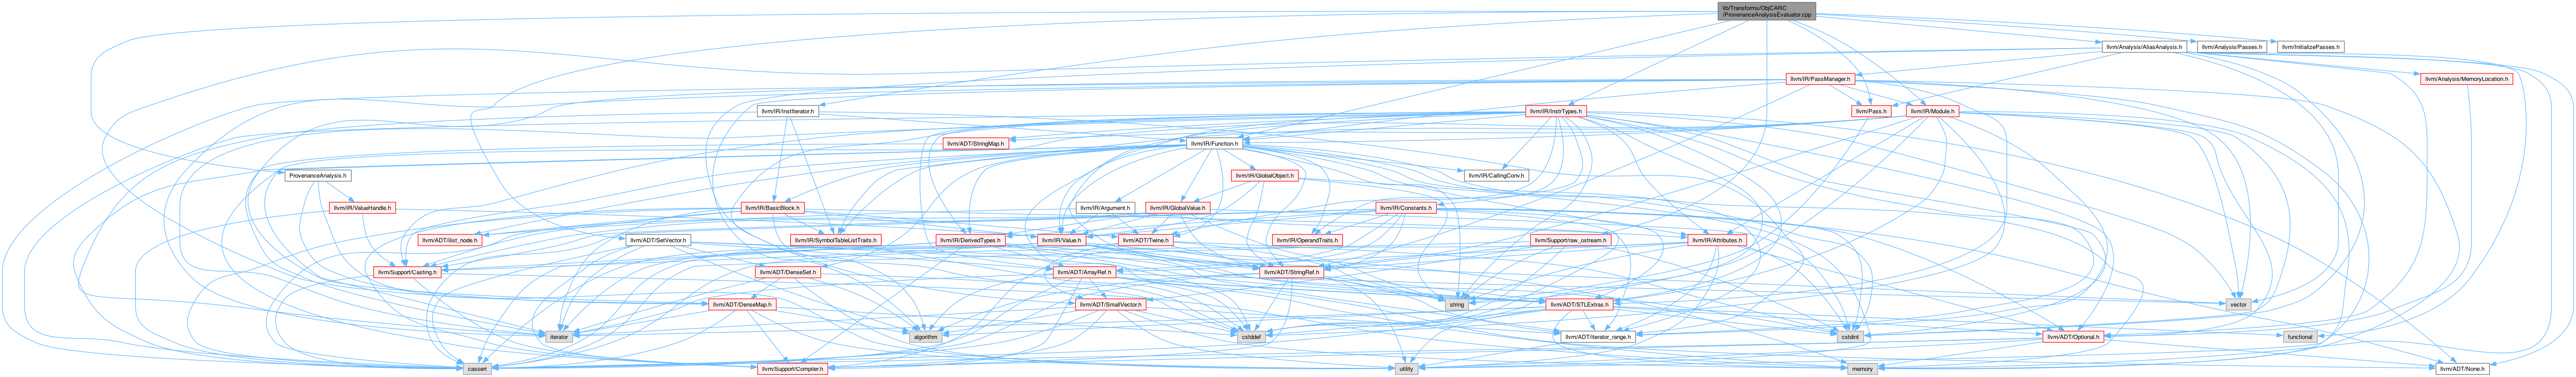 lib/Transforms/ObjCARC
/ProvenanceAnalysisEvaluator.cpp
llvm/Analysis/AliasAnalysis.h
llvm/Analysis/Passes.h
llvm/InitializePasses.h
llvm/IR/PassManager.h
llvm/Analysis/MemoryLocation.h
llvm/IR/InstIterator.h
llvm/IR/InstrTypes.h
llvm/Pass.h
llvm/IR/Module.h
llvm/ADT/StringMap.h
llvm/IR/Function.h
ProvenanceAnalysis.h
llvm/IR/GlobalObject.h
llvm/IR/CallingConv.h
llvm/IR/ValueHandle.h
llvm/IR/BasicBlock.h
llvm/IR/Argument.h
llvm/IR/GlobalValue.h
llvm/IR/Constants.h
llvm/ADT/ilist_node.h
llvm/ADT/SetVector.h
llvm/IR/SymbolTableListTraits.h
llvm/IR/DerivedTypes.h
llvm/IR/Value.h
llvm/ADT/Twine.h
llvm/IR/OperandTraits.h
llvm/Support/raw_ostream.h
llvm/IR/Attributes.h
llvm/Support/Casting.h
llvm/ADT/DenseSet.h
llvm/ADT/ArrayRef.h
llvm/ADT/StringRef.h
llvm/ADT/DenseMap.h
llvm/ADT/SmallVector.h
string
llvm/ADT/STLExtras.h
vector
iterator
algorithm
cstddef
llvm/ADT/iterator_range.h
cstdint
llvm/ADT/Optional.h
functional
cassert
llvm/Support/Compiler.h
utility
memory
llvm/ADT/None.h